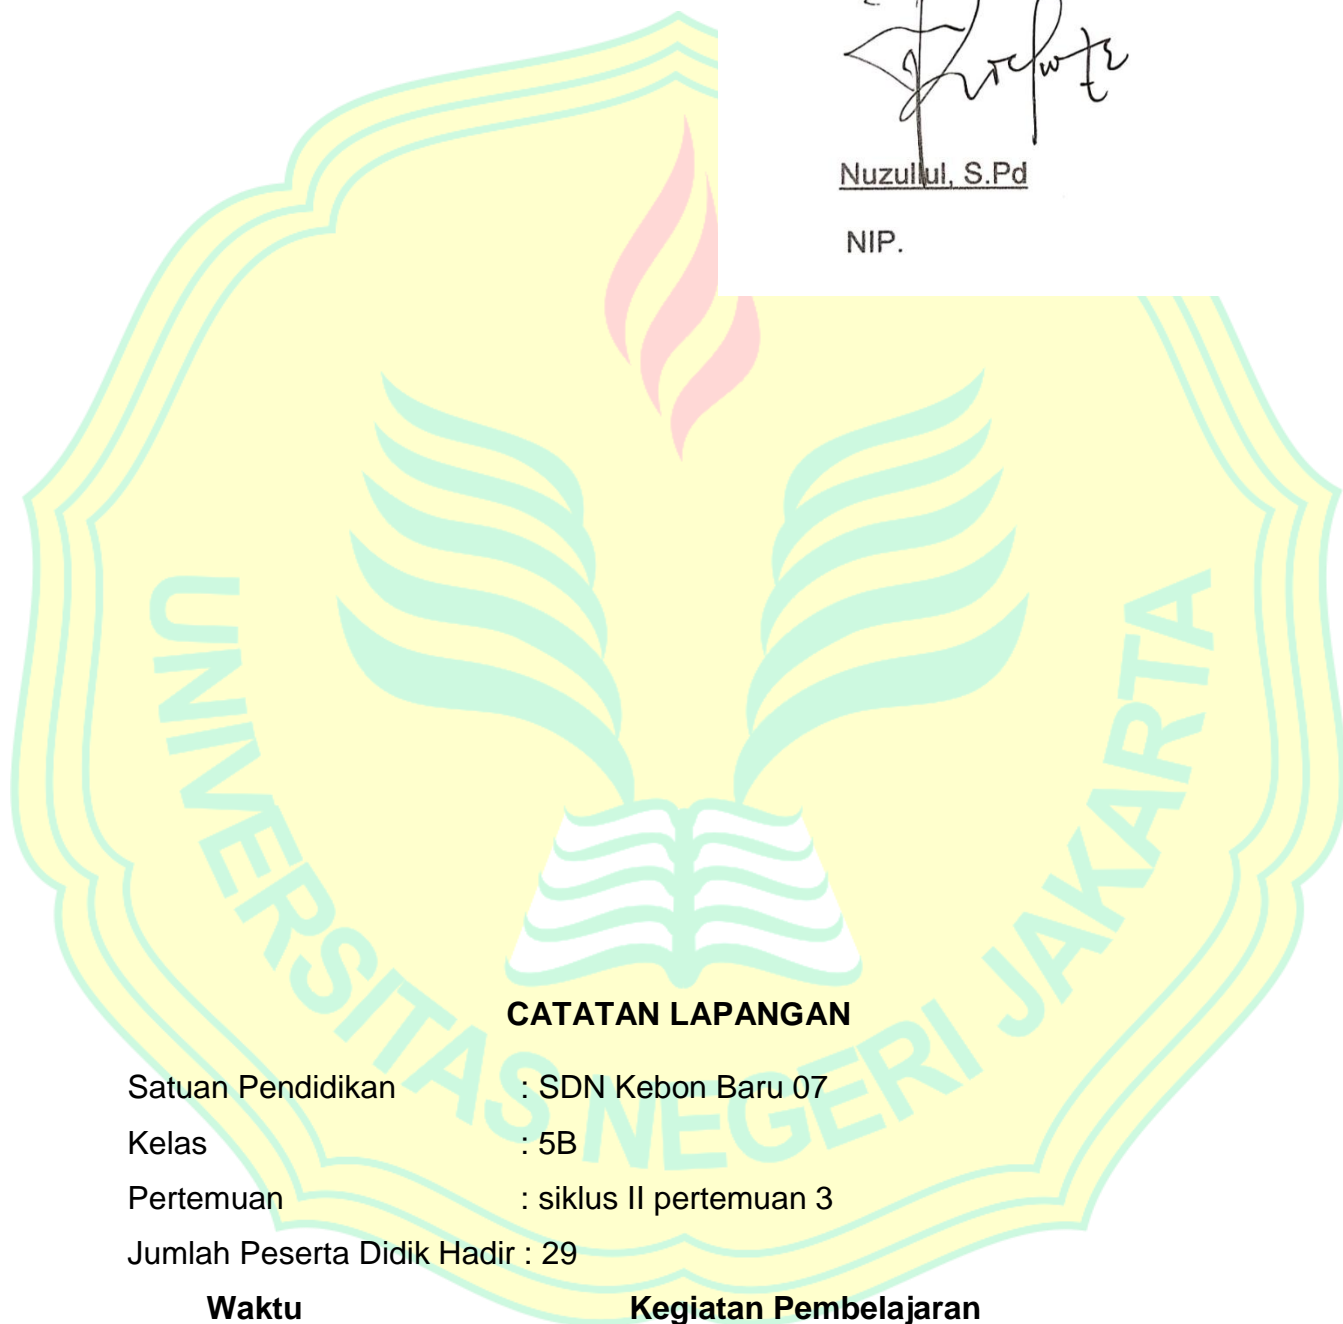 Nuzullul, S.Pd
NIP.
UNIVERSITAS NEGERI JAKARTA
CATATAN LAPANGAN
Satuan Pendidikan : SDN Kebon Baru 07
Kelas : 5B
Pertemuan : siklus II pertemuan 3
Jumlah Peserta Didik Hadir : 29
Waktu Kegiatan Pembelajaran